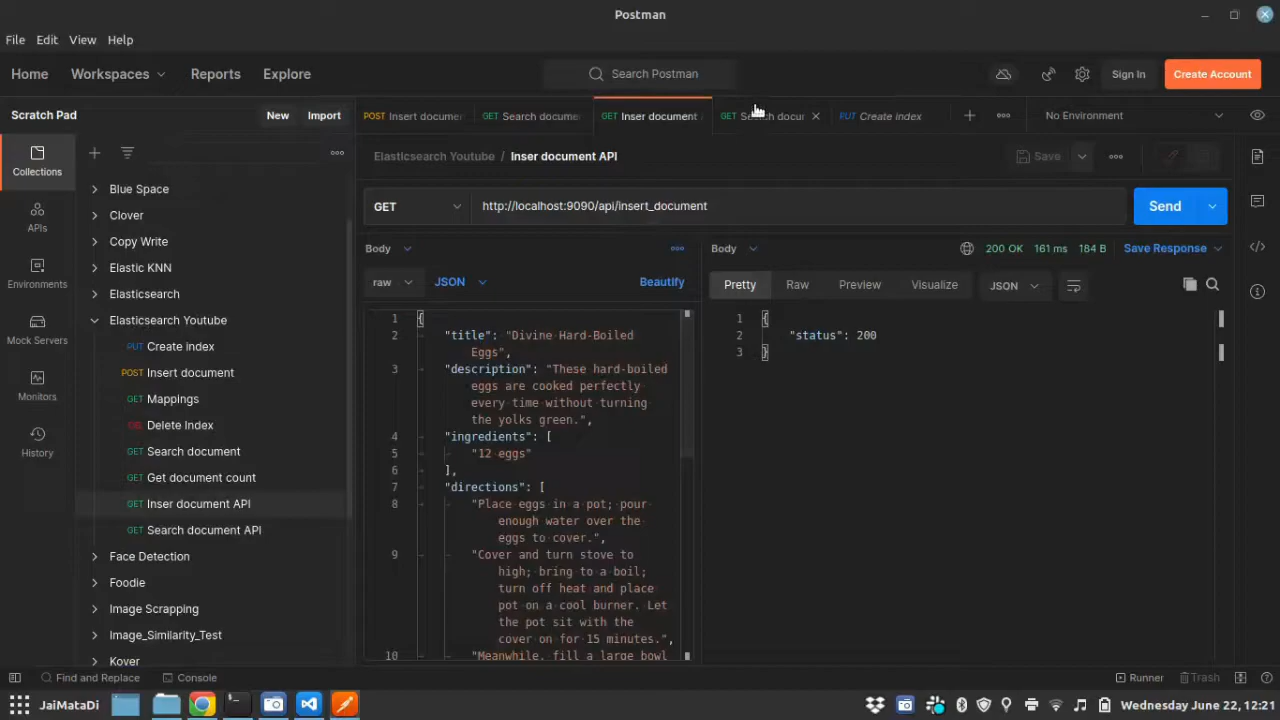 Postman
File Edit View Help
Home Workspaces Reports Explore Search Postman Sign In Create Account
Scratch Pad New Import
POST Insert documen GET Search docume GET Inser document GET Search docur PUT Create index No Environment
Collections
APIs
Environments
Mock Servers
Monitors
History
Blue Space
Clover
Copy Write
Elastic KNN
Elasticsearch
Elasticsearch Youtube
PUT Create index
POST Insert document
GET Mappings
DEL Delete Index
GET Search document
GET Get document count
GET Inser document API
GET Search document API
Face Detection
Foodie
Image Scrapping
Image_Similarity_Test
Kover
Elasticsearch Youtube / Inser document API Save
GET http://localhost:9090/api/insert_document Send
Body
raw JSON Beautify
1 {
2 "title": "Divine Hard-Boiled
Eggs",
3 "description": "These hard-boiled
eggs are cooked perfectly
every time without turning
the yolks green.",
4 "ingredients": [
5 "12 eggs"
6 ],
7 "directions": [
8 "Place eggs in a pot; pour
enough water over the
eggs to cover.",
9 "Cover and turn stove to
high; bring to a boil;
turn off heat and place
pot on a cool burner. Let
the pot sit with the
cover on for 15 minutes.",
10 "Meanwhile, fill a large bowl
Body 200 OK 161 ms 184 B Save Response
Pretty Raw Preview Visualize JSON
1 {
2 "status": 200
3 }
Find and Replace Console Runner Trash
JaiMataDi Wednesday June 22, 12:21